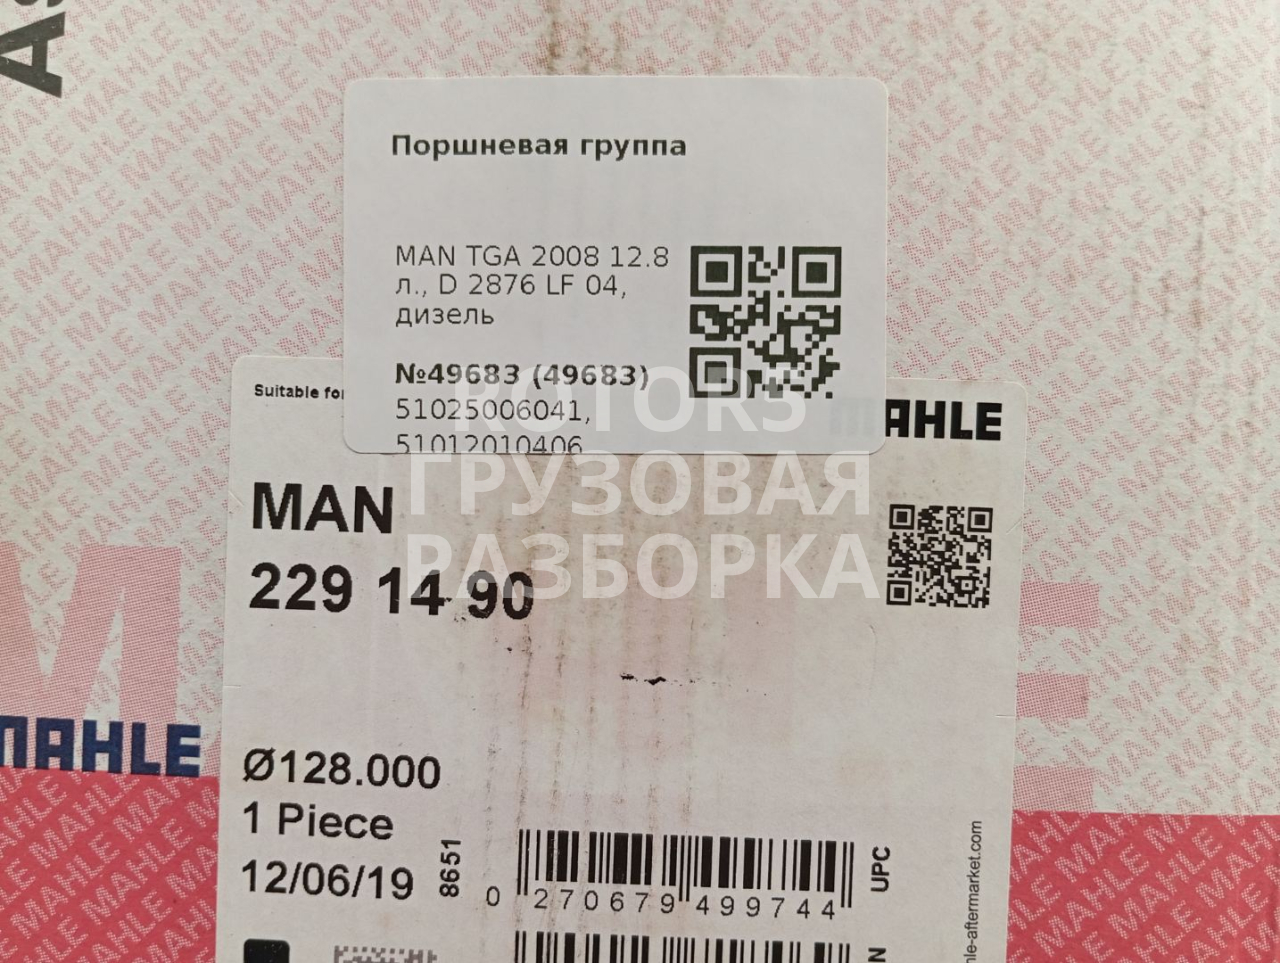 Поршневая группа
MAN TGA 2008 12.8
л., D 2876 LF 04,
дизель
№49683 (49683)
51025006041,
51012010406
Suitable for
MAHLE
ROTORS
ГРУЗОВАЯ
РАЗБОРКА
MAN
229 14 90
MAHLE
Ø128.000
1 Piece
12/06/19
8651
0 270679 499744
UPC